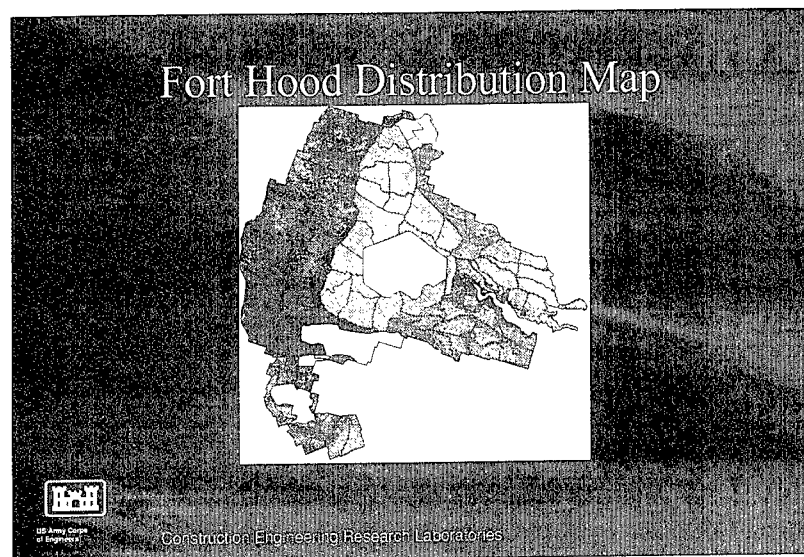 Fort Hood Distribution Map
US Army Corps
of Engineers
Construction Engineering Research Laboratories